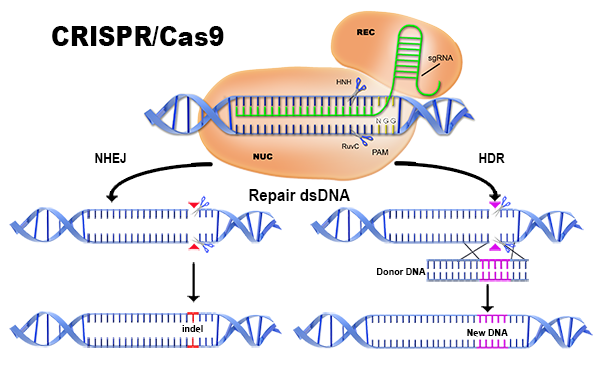 CRISPR/Cas9
REC
sgRNA
HNH
NGG
RuvC
PAM
NUC
NHEJ
HDR
Repair dsDNA
Donor DNA
indel
New DNA